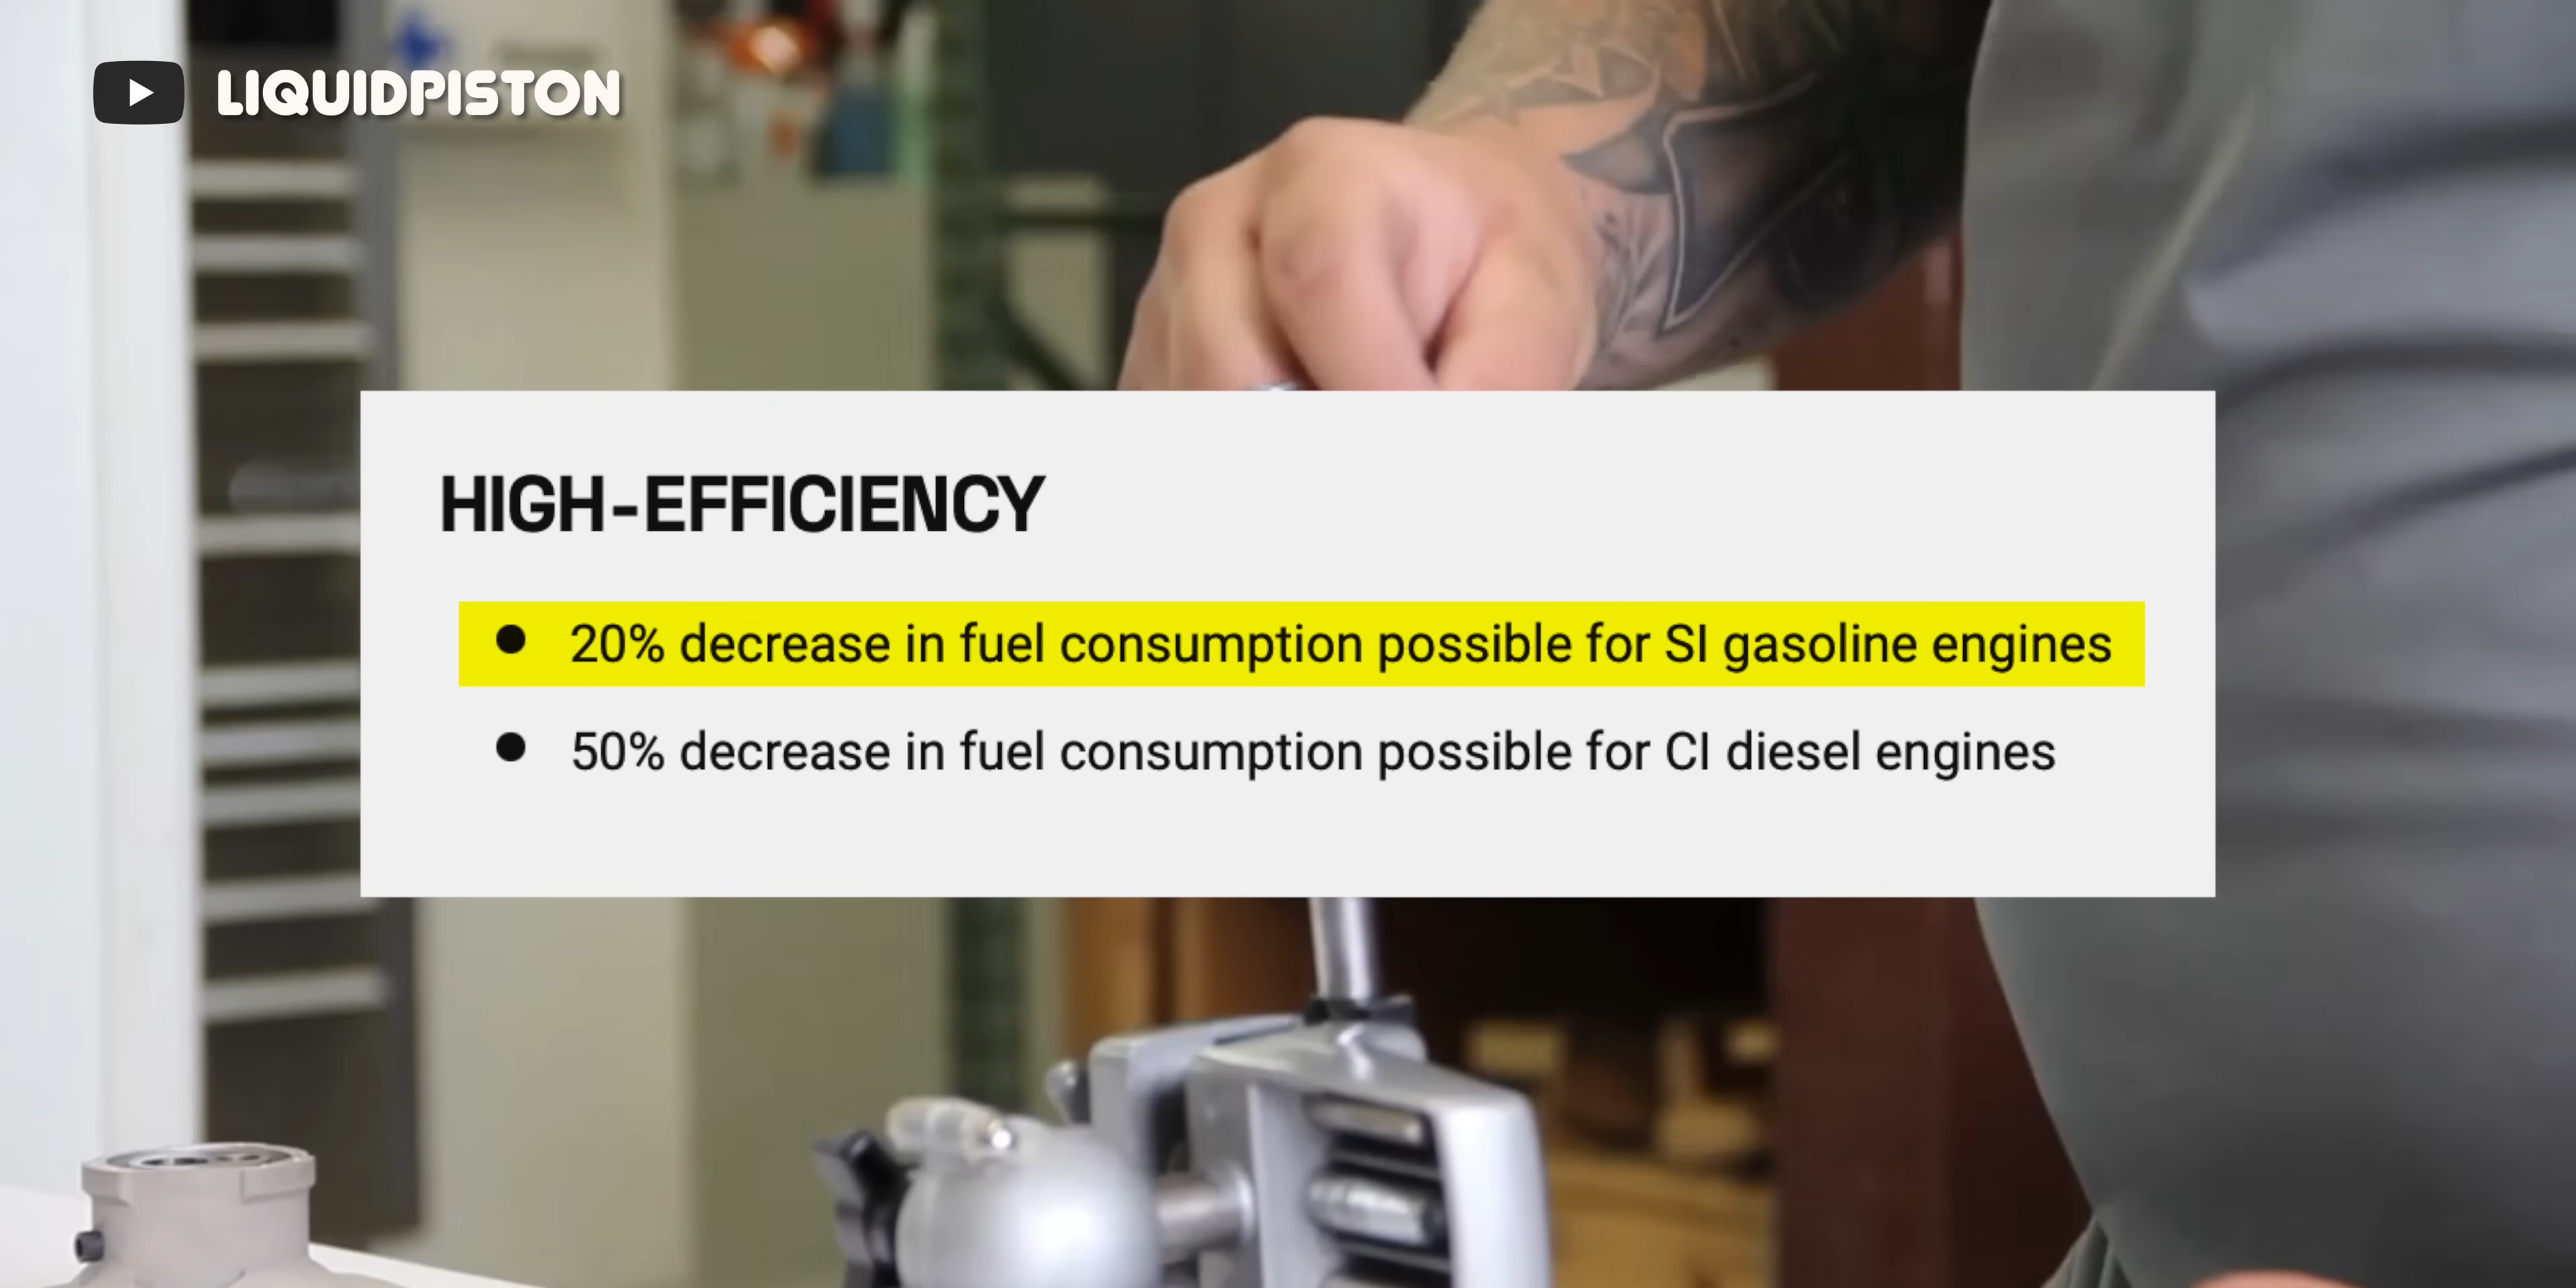 LIQUIDPISTON
HIGH-EFFICIENCY
● 20% decrease in fuel consumption possible for SI gasoline engines
● 50% decrease in fuel consumption possible for CI diesel engines